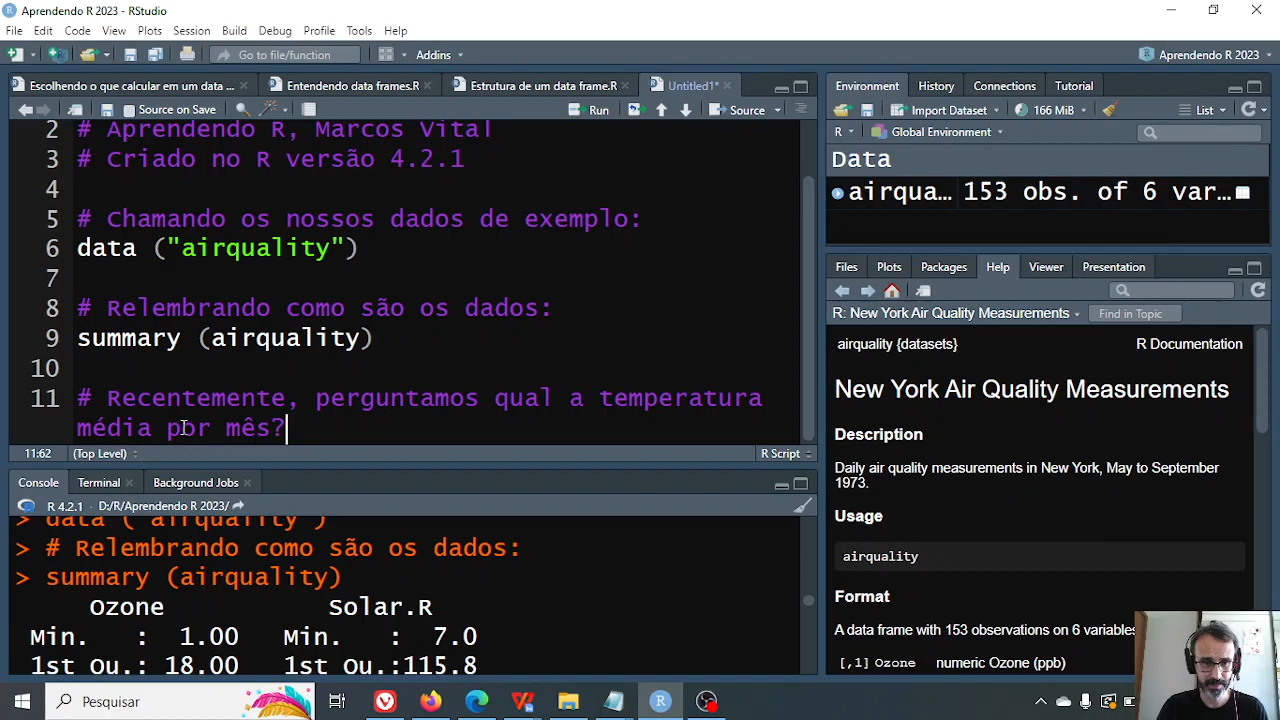 Aprendendo R 2023 - RStudio
File Edit Code View Plots Session Build Debug Profile Tools Help
Go to file/function Addins Aprendendo R 2023
Escolhendo o que calcular em um data ... Entendendo data frames.R Estrutura de um data frame.R Untitled1*
Source on Save Run Source
2 # Aprendendo R, Marcos Vital
3 # Criado no R versão 4.2.1
4
5 # Chamando os nossos dados de exemplo:
6 data ("airquality")
7
8 # Relembrando como são os dados:
9 summary (airquality)
10
11 # Recentemente, perguntamos qual a temperatura
média por mês?
11:62 (Top Level) R Script
Console Terminal Background Jobs
R 4.2.1 · D:/R/Aprendendo R 2023/
> data ("airquality")
> # Relembrando como são os dados:
> summary (airquality)
Ozone Solar.R
Min. : 1.00 Min. : 7.0
1st Qu.: 18.00 1st Qu.:115.8
Environment History Connections Tutorial
Import Dataset 166 MiB List
R Global Environment
Data
airqua... 153 obs. of 6 var...
Files Plots Packages Help Viewer Presentation
R: New York Air Quality Measurements Find in Topic
airquality {datasets} R Documentation
New York Air Quality Measurements
Description
Daily air quality measurements in New York, May to September
1973.
Usage
airquality
Format
A data frame with 153 observations on 6 variables
[,1] Ozone numeric Ozone (ppb)
Pesquisar